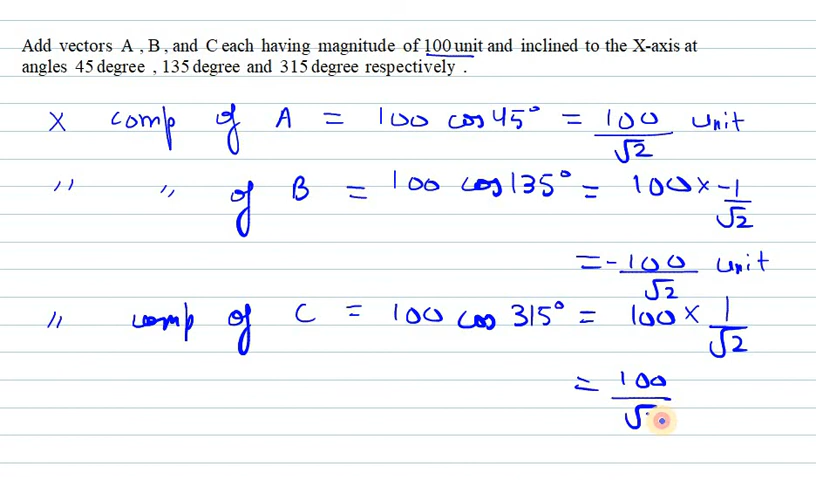 Add vectors A , B , and C each having magnitude of 100 unit and inclined to the X-axis at
angles 45 degree , 135 degree and 315 degree respectively .
X comp of A = 100 cos 45° = 100/√2 unit
" " of B = 100 cos 135° = 100 × -1/√2
= -100/√2 unit
" comp of C = 100 cos 315° = 100 × 1/√2
= 100/√